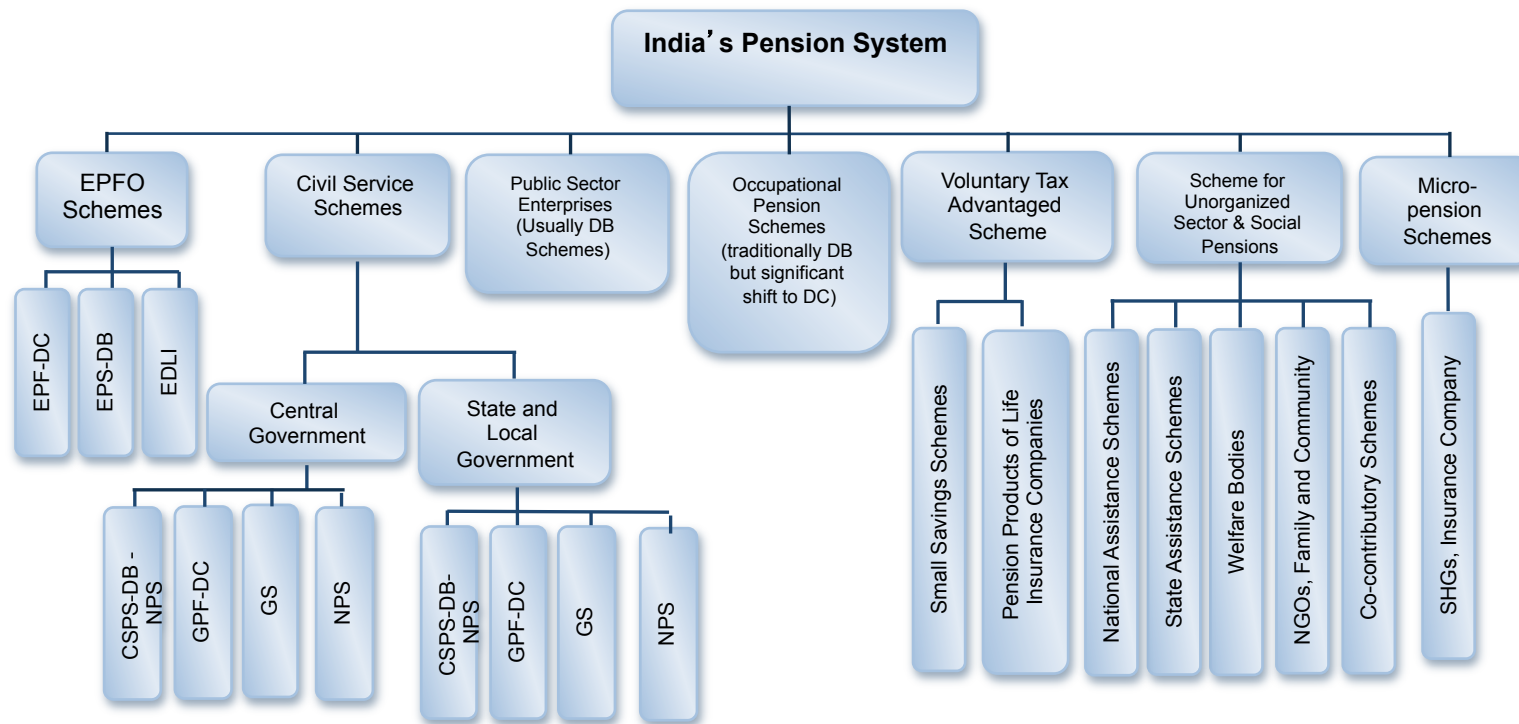 India's Pension System
EPFO
Schemes
Civil Service
Schemes
Public Sector
Enterprises
(Usually DB
Schemes)
Occupational
Pension
Schemes
(traditionally DB
but significant
shift to DC)
Voluntary Tax
Advantaged
Scheme
Scheme for
Unorganized
Sector & Social
Pensions
Micro-
pension
Schemes
EPF-DC
EPS-DB
EDLI
Central
Government
State and
Local
Government
CSPS-DB -
NPS
GPF-DC
GS
NPS
CSPS-DB-
NPS
GPF-DC
GS
NPS
Small Savings Schemes
Pension Products of Life
Insurance Companies
National Assistance Schemes
State Assistance Schemes
Welfare Bodies
NGOs, Family and Community
Co-contributory Schemes
SHGs, Insurance Company